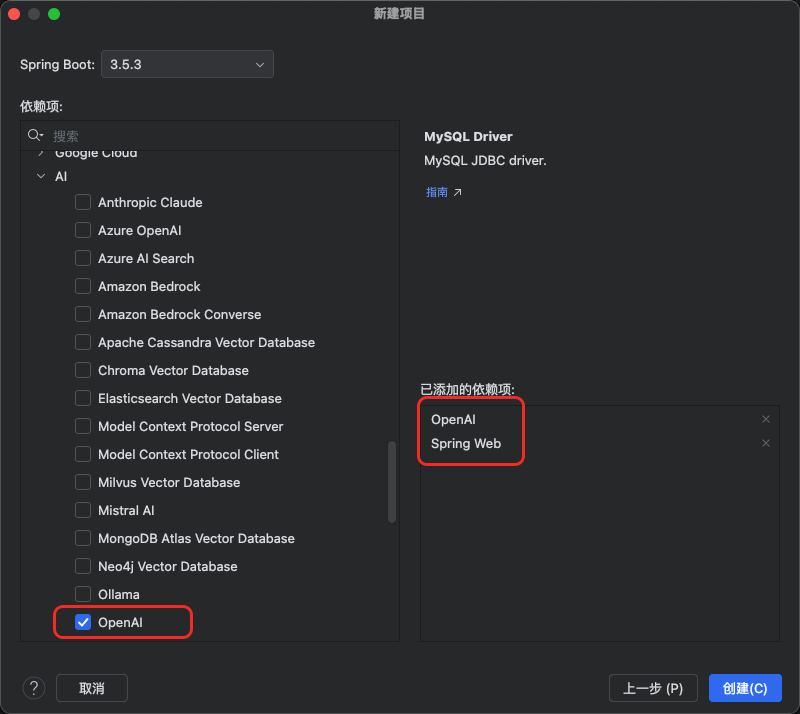 新建项目
Spring Boot: 3.5.3
依赖项:
搜索
Google Cloud
AI
Anthropic Claude
Azure OpenAI
Azure AI Search
Amazon Bedrock
Amazon Bedrock Converse
Apache Cassandra Vector Database
Chroma Vector Database
Elasticsearch Vector Database
Model Context Protocol Server
Model Context Protocol Client
Milvus Vector Database
Mistral AI
MongoDB Atlas Vector Database
Neo4j Vector Database
Ollama
OpenAI
MySQL Driver
MySQL JDBC driver.
指南 ↗
已添加的依赖项:
OpenAI
Spring Web
? 取消 上一步 (P) 创建(C)